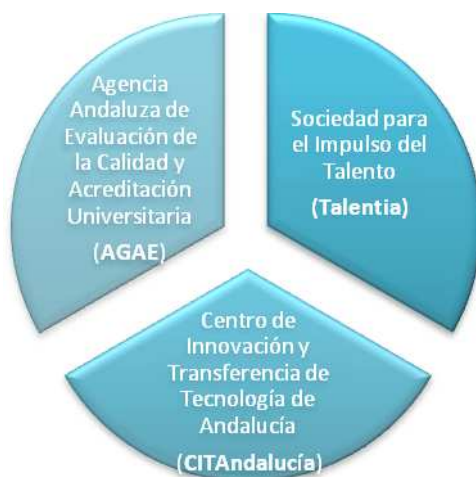 Agencia
Andaluza de
Evaluación de
la Calidad y
Acreditación
Universitaria
(AGAE)
Sociedad para
el Impulso del
Talento
(Talentia)
Centro de
Innovación y
Transferencia de
Tecnología de
Andalucía
(CITAndalucía)